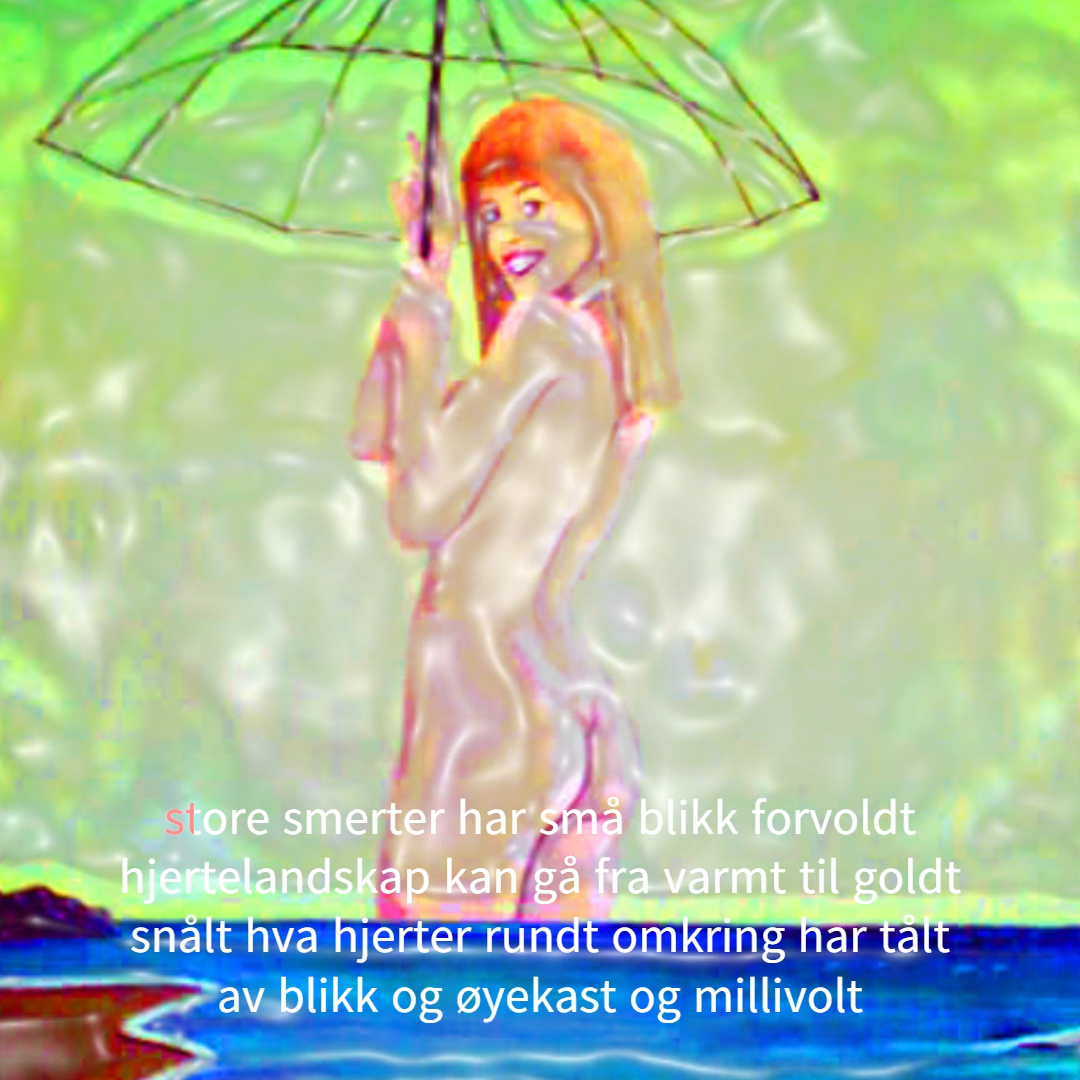 store smerter har små blikk forvoldt
hjertelandskap kan gå fra varmt til goldt
snålt hva hjerter rundt omkring har tålt
av blikk og øyekast og millivolt